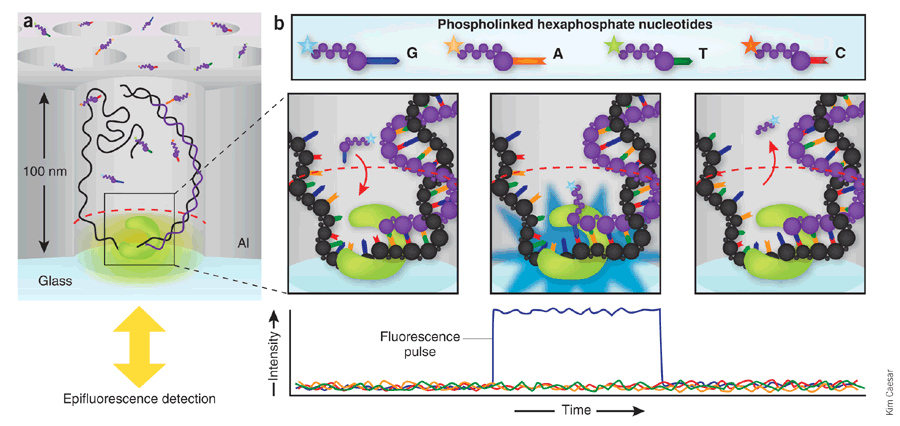 a
100 nm
Al
Glass
Epifluorescence detection
b
Phospholinked hexaphosphate nucleotides
G
A
T
C
Intensity
Fluorescence
pulse
Time
Kim Caesar